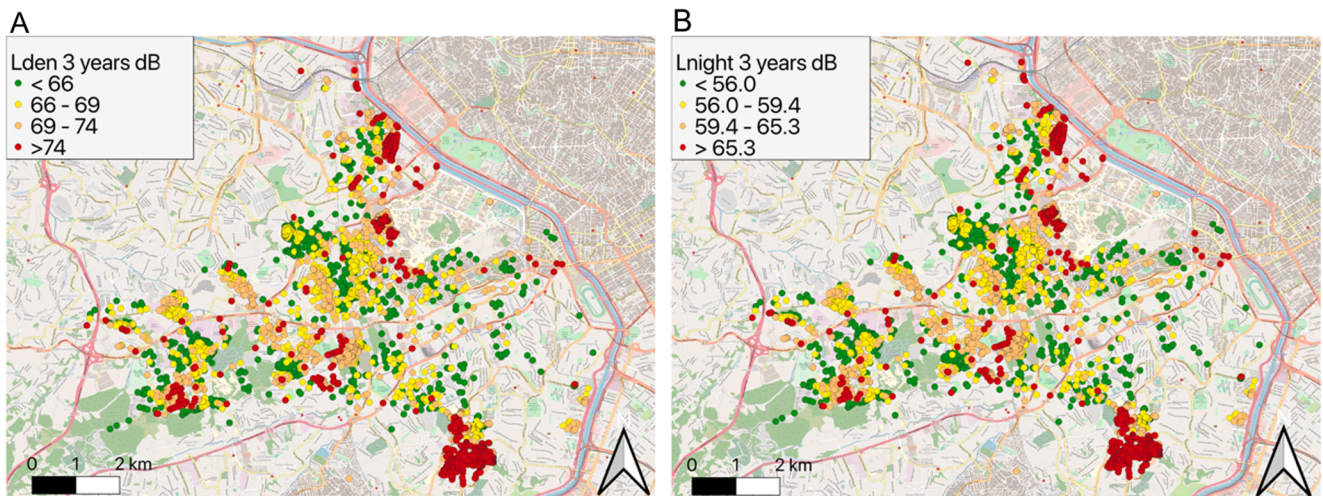 A
Lden 3 years dB
< 66
66 - 69
69 - 74
>74
0 1 2 km
B
Lnight 3 years dB
< 56.0
56.0 - 59.4
59.4 - 65.3
> 65.3
0 1 2 km